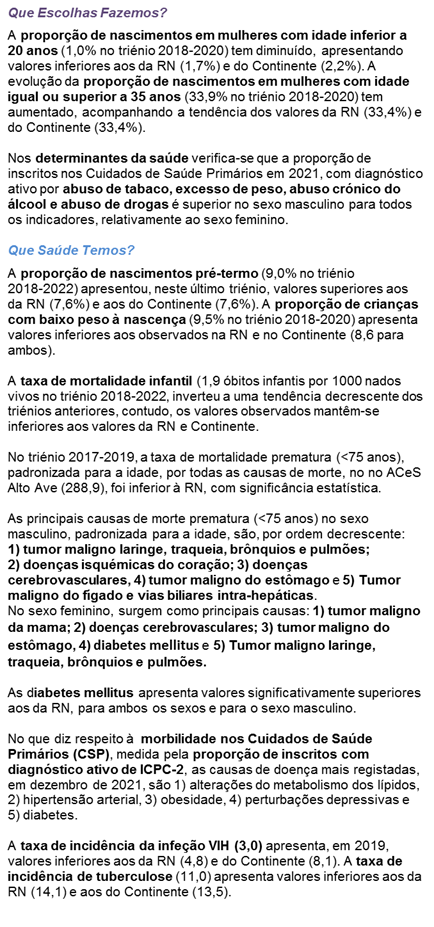 Que Escolhas Fazemos?
A proporção de nascimentos em mulheres com idade inferior a
20 anos (1,0% no triénio 2018-2020) tem diminuído, apresentando
valores inferiores aos da RN (1,7%) e do Continente (2,2%). A
evolução da proporção de nascimentos em mulheres com idade
igual ou superior a 35 anos (33,9% no triénio 2018-2020) tem
aumentado, acompanhando a tendência dos valores da RN (33,4%) e
do Continente (33,4%).
Nos determinantes da saúde verifica-se que a proporção de
inscritos nos Cuidados de Saúde Primários em 2021, com diagnóstico
ativo por abuso de tabaco, excesso de peso, abuso crónico do
álcool e abuso de drogas é superior no sexo masculino para todos
os indicadores, relativamente ao sexo feminino.
Que Saúde Temos?
A proporção de nascimentos pré-termo (9,0% no triénio
2018-2022) apresentou, neste último triénio, valores superiores aos
da RN (7,6%) e aos do Continente (7,6%). A proporção de crianças
com baixo peso à nascença (9,5% no triénio 2018-2020) apresenta
valores inferiores aos observados na RN e no Continente (8,6 para
ambos).
A taxa de mortalidade infantil (1,9 óbitos infantis por 1000 nados
vivos no triénio 2018-2022, inverteu a uma tendência decrescente dos
triénios anteriores, contudo, os valores observados mantêm-se
inferiores aos valores da RN e Continente.
No triénio 2017-2019, a taxa de mortalidade prematura (<75 anos),
padronizada para a idade, por todas as causas de morte, no no ACeS
Alto Ave (288,9), foi inferior à RN, com significância estatística.
As principais causas de morte prematura (<75 anos) no sexo
masculino, padronizada para a idade, são, por ordem decrescente:
1) tumor maligno laringe, traqueia, brônquios e pulmões;
2) doenças isquémicas do coração; 3) doenças
cerebrovasculares, 4) tumor maligno do estômago e 5) Tumor
maligno do fígado e vias biliares intra-hepáticas.
No sexo feminino, surgem como principais causas: 1) tumor maligno
da mama; 2) doenças cerebrovasculares; 3) tumor maligno do
estômago, 4) diabetes mellitus e 5) Tumor maligno laringe,
traqueia, brônquios e pulmões.
As diabetes mellitus apresenta valores significativamente superiores
aos da RN, para ambos os sexos e para o sexo masculino.
No que diz respeito à morbilidade nos Cuidados de Saúde
Primários (CSP), medida pela proporção de inscritos com
diagnóstico ativo de ICPC-2, as causas de doença mais registadas,
em dezembro de 2021, são 1) alterações do metabolismo dos lípidos,
2) hipertensão arterial, 3) obesidade, 4) perturbações depressivas e
5) diabetes.
A taxa de incidência da infeção VIH (3,0) apresenta, em 2019,
valores inferiores aos da RN (4,8) e do Continente (8,1). A taxa de
incidência de tuberculose (11,0) apresenta valores inferiores aos da
RN (14,1) e aos do Continente (13,5).